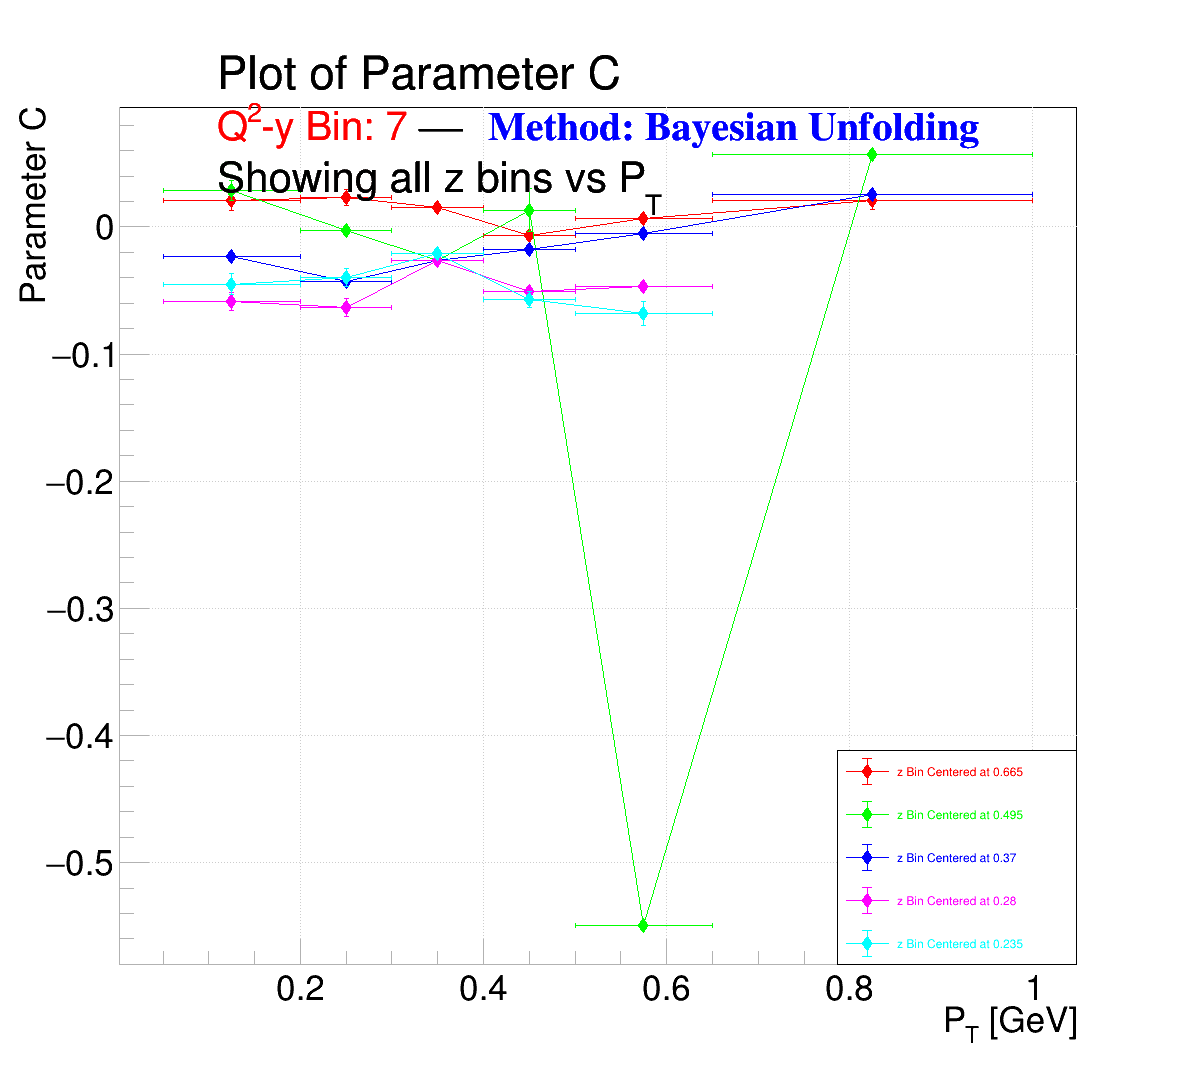 Plot of Parameter C
Q²-y Bin: 7 — Method: Bayesian Unfolding
Showing all z bins vs P_T
Parameter C
0
−0.1
−0.2
−0.3
−0.4
−0.5
z Bin Centered at 0.665
z Bin Centered at 0.495
z Bin Centered at 0.37
z Bin Centered at 0.28
z Bin Centered at 0.235
0.2 0.4 0.6 0.8 1
P_T [GeV]